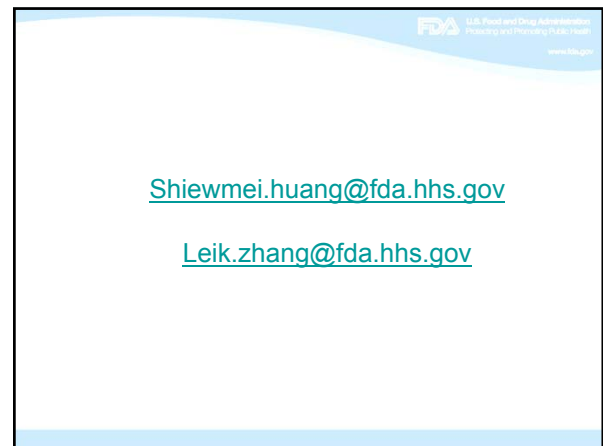 FDA U.S. Food and Drug Administration
Protecting and Promoting Public Health
www.fda.gov
Shiewmei.huang@fda.hhs.gov
Leik.zhang@fda.hhs.gov